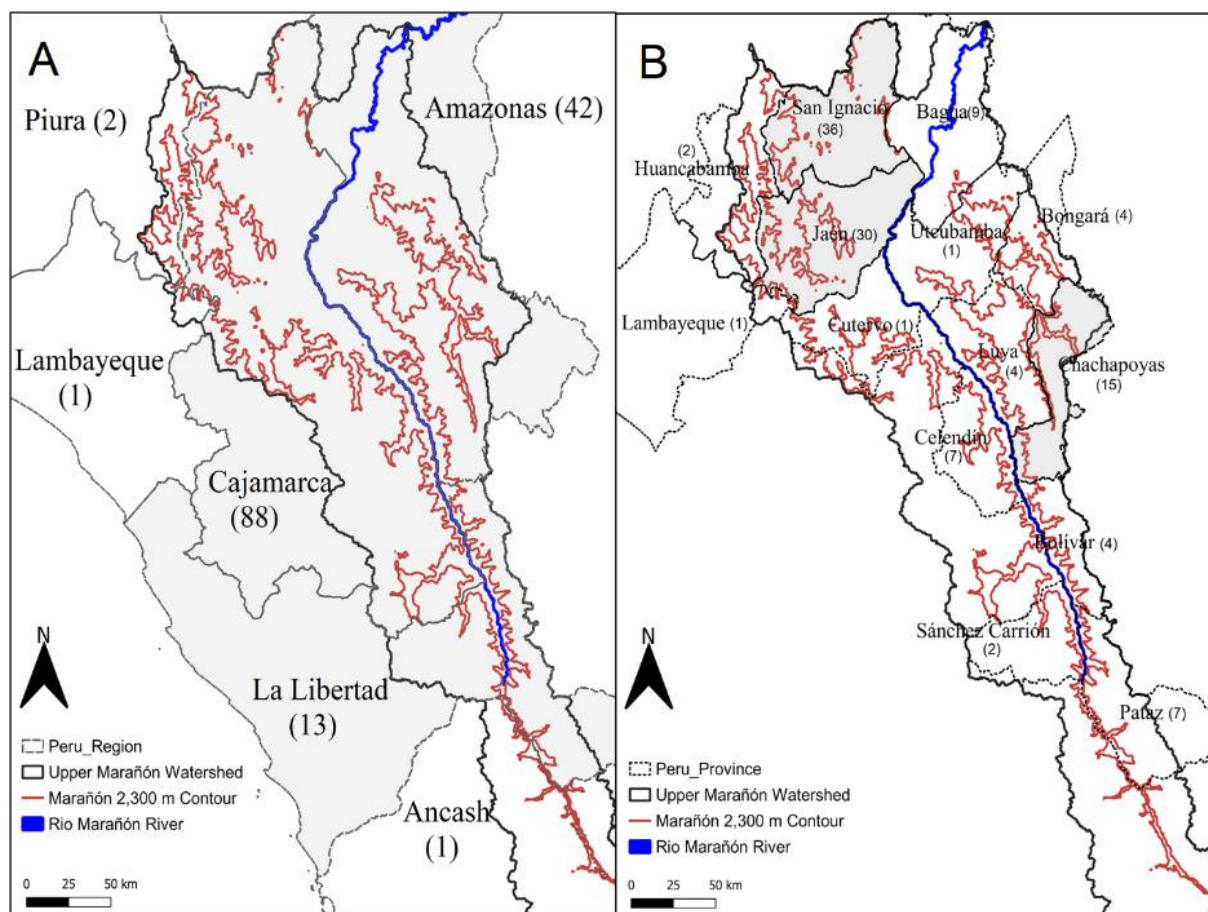 A
Piura (2)
Amazonas (42)
Lambayeque
(1)
Cajamarca
(88)
La Libertad
(13)
Ancash
(1)
N
Peru_Region
Upper Marañón Watershed
Marañón 2,300 m Contour
Rio Marañón River
0 25 50 km
B
San Ignacio
(36)
Bagua(9)
(2)
Huancabamba
Jaén (30)
Utcubamba
(1)
Bongará (4)
Lambayeque (1)
Cutervo (1)
Luya
(4)
Chachapoyas
(15)
Celendín
(7)
Bolívar (4)
Sánchez Carrión
(2)
Pataz (7)
N
Peru_Province
Upper Marañón Watershed
Marañón 2,300 m Contour
Rio Marañón River
0 25 50 km